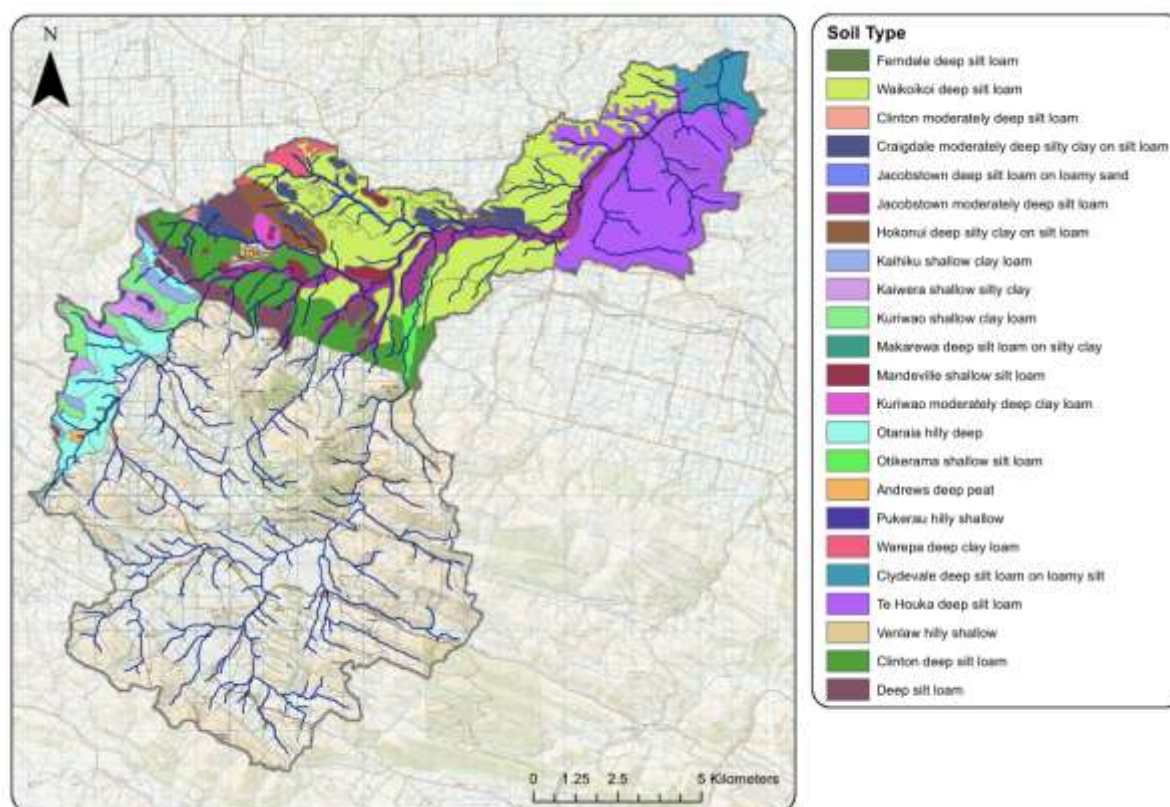 N
Soil Type
Ferndale deep silt loam
Waikoikoi deep silt loam
Clinton moderately deep silt loam
Craigdale moderately deep silty clay on silt loam
Jacobstown deep silt loam on loamy sand
Jacobstown moderately deep silt loam
Hokonui deep silty clay on silt loam
Kaihiku shallow clay loam
Kaiwera shallow silty clay
Kuriwao shallow clay loam
Makarewa deep silt loam on silty clay
Mandeville shallow silt loam
Kuriwao moderately deep clay loam
Otaraia hilly deep
Otikerama shallow silt loam
Andrews deep peat
Pukerau hilly shallow
Warepa deep clay loam
Clydevale deep silt loam on loamy silt
Te Houka deep silt loam
Venlaw hilly shallow
Clinton deep silt loam
Deep silt loam
0 1.25 2.5 5 Kilometers